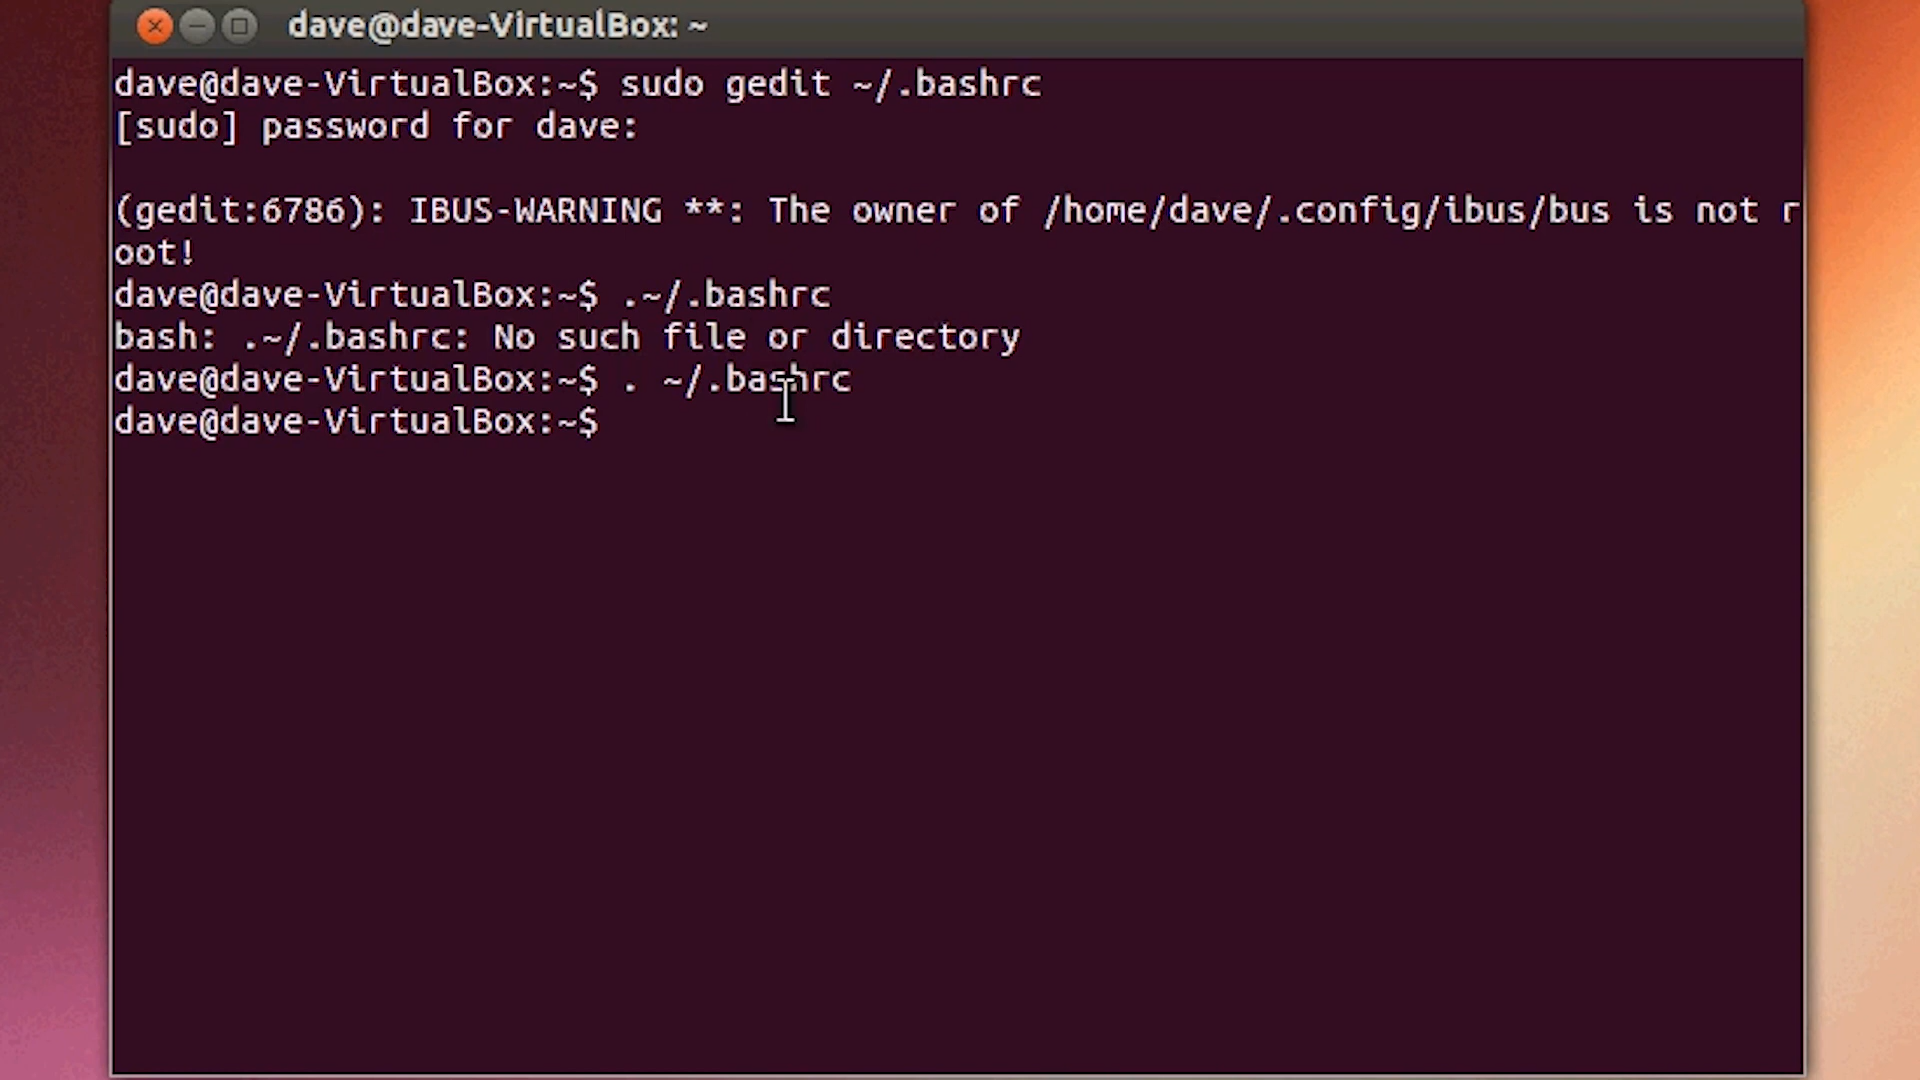 dave@dave-VirtualBox: ~
dave@dave-VirtualBox:~$ sudo gedit ~/.bashrc
[sudo] password for dave:
(gedit:6786): IBUS-WARNING **: The owner of /home/dave/.config/ibus/bus is not r
oot!
dave@dave-VirtualBox:~$ .~/.bashrc
bash: .~/.bashrc: No such file or directory
dave@dave-VirtualBox:~$ . ~/.bashrc
dave@dave-VirtualBox:~$